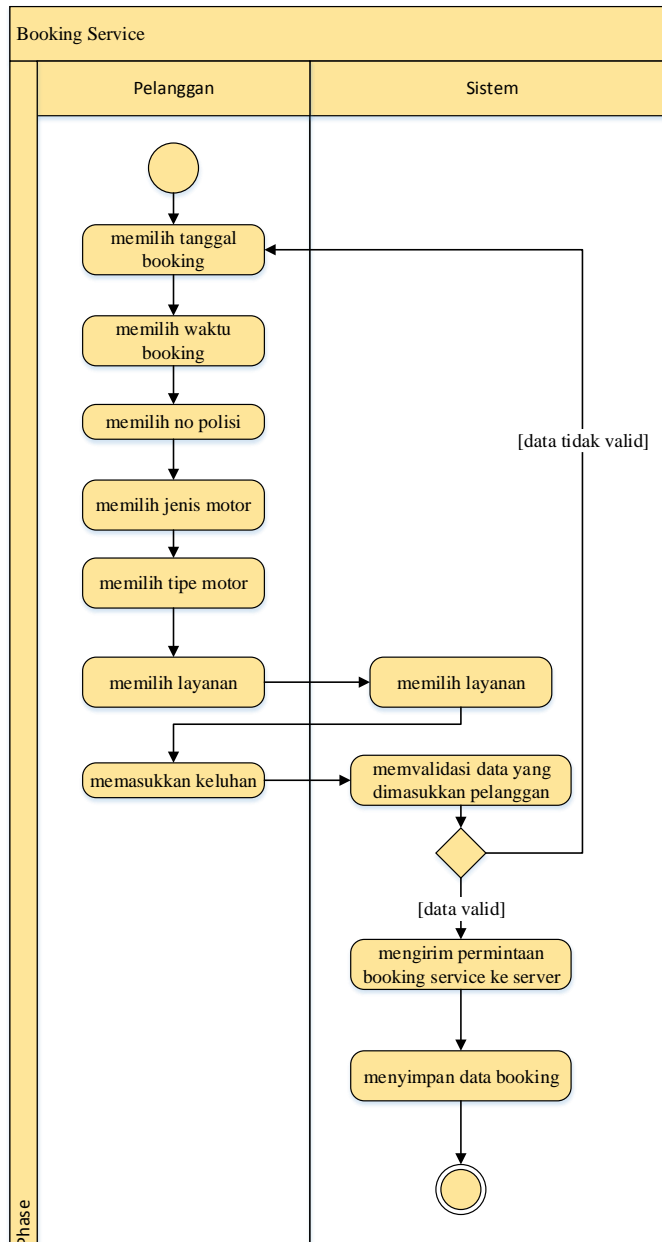 Booking Service
Pelanggan
Sistem
memilih tanggal
booking
memilih waktu
booking
memilih no polisi
[data tidak valid]
memilih jenis motor
memilih tipe motor
memilih layanan
memilih layanan
memasukkan keluhan
memvalidasi data yang
dimasukkan pelanggan
[data valid]
mengirim permintaan
booking service ke server
menyimpan data booking
Phase